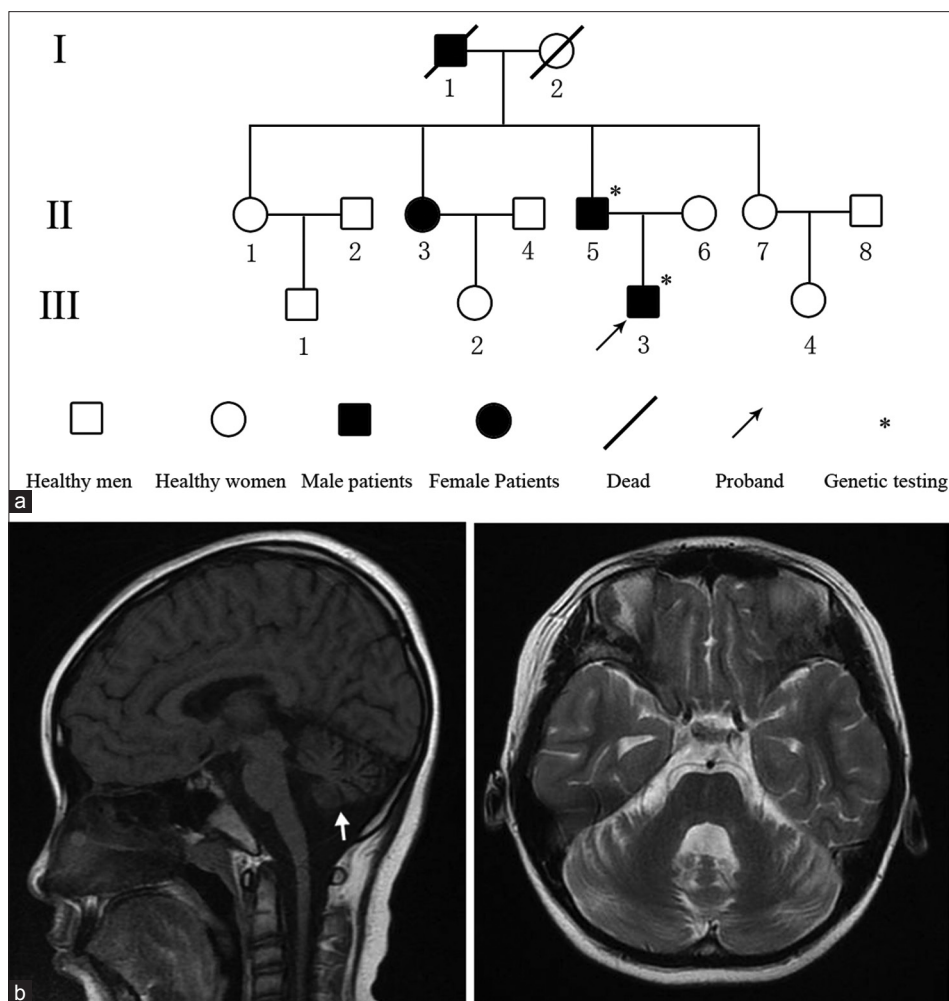 I
1 2
* *
II
1 2 3 4 5 6 7 8
III
1 2 3 4
*
Healthy men Healthy women Male patients Female Patients Dead Proband Genetic testing
a
b